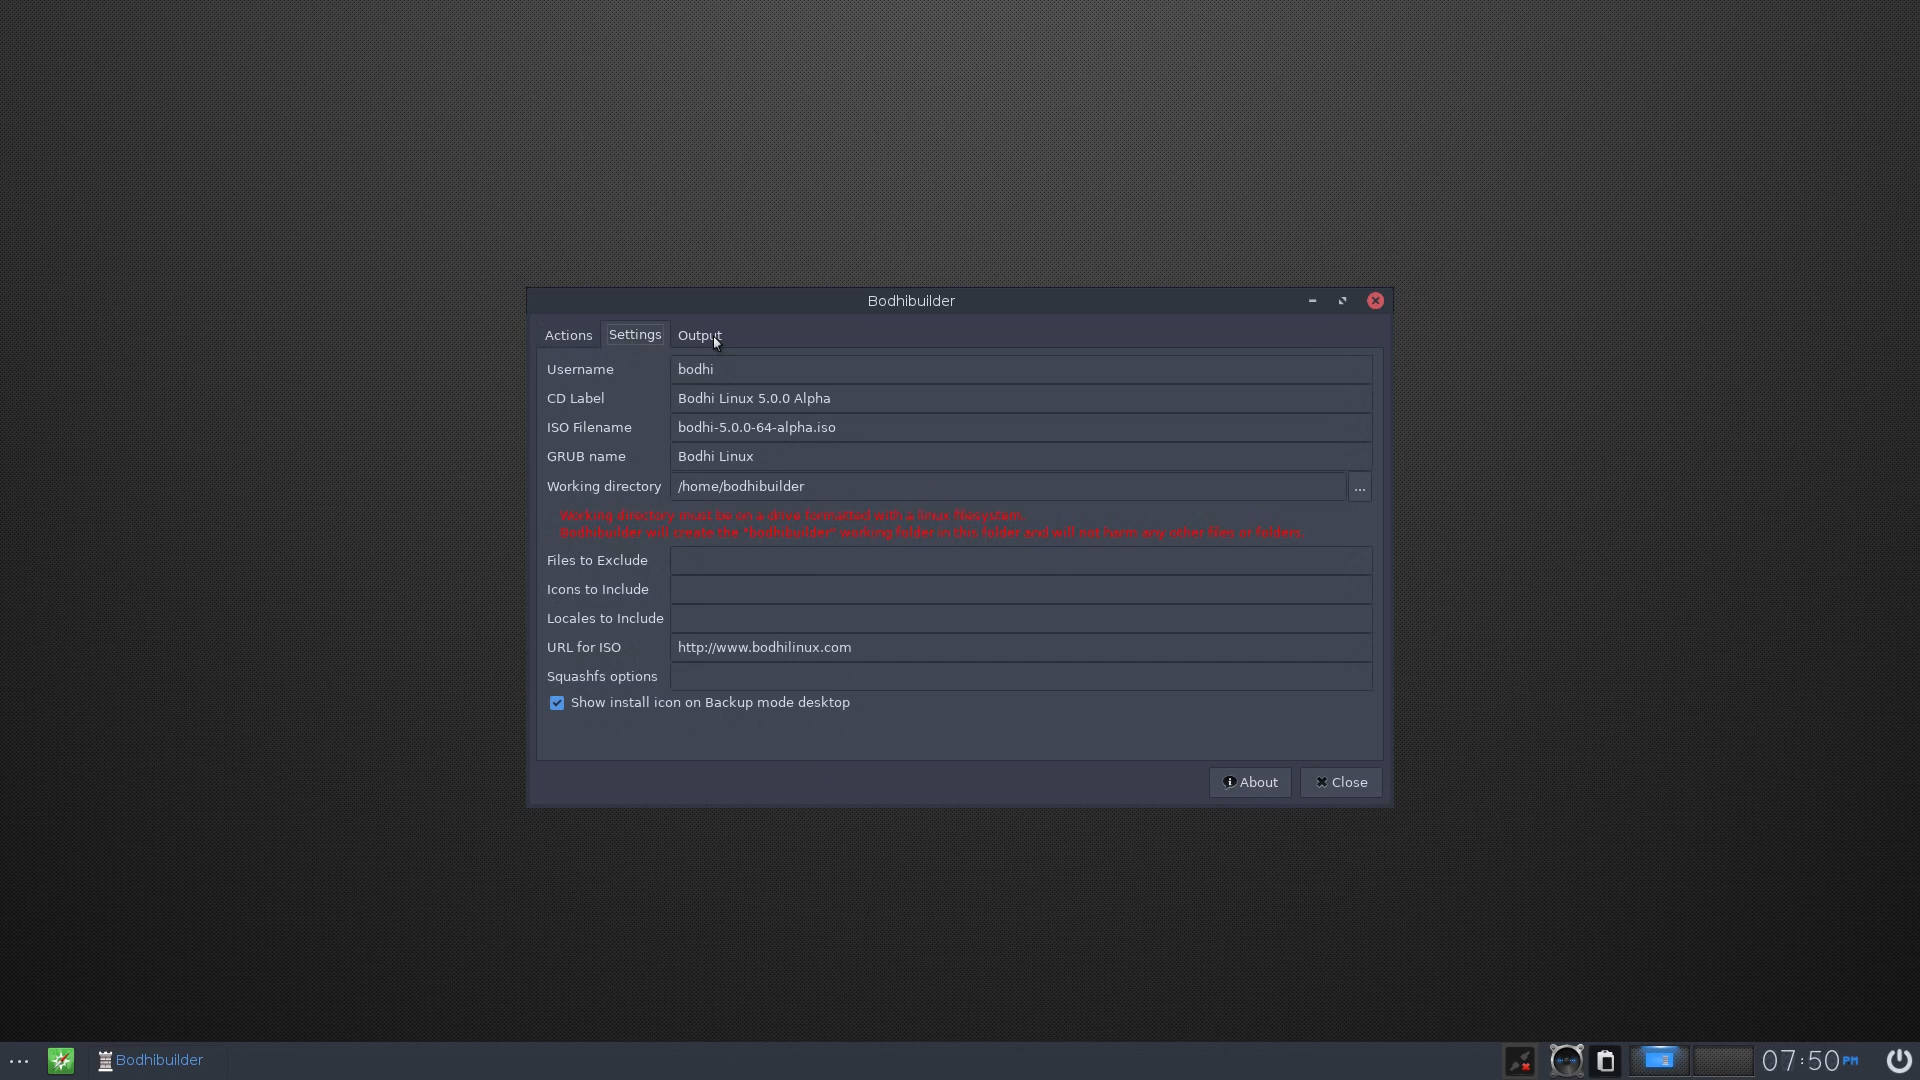 Bodhibuilder
Actions Settings Output
Username bodhi
CD Label Bodhi Linux 5.0.0 Alpha
ISO Filename bodhi-5.0.0-64-alpha.iso
GRUB name Bodhi Linux
Working directory /home/bodhibuilder ...
Working directory must be on a drive formatted with a linux filesystem.
Bodhibuilder will create the "bodhibuilder" working folder in this folder and will not harm any other files or folders.
Files to Exclude
Icons to Include
Locales to Include
URL for ISO http://www.bodhilinux.com
Squashfs options
Show install icon on Backup mode desktop
About Close
... Bodhibuilder 07:50 PM